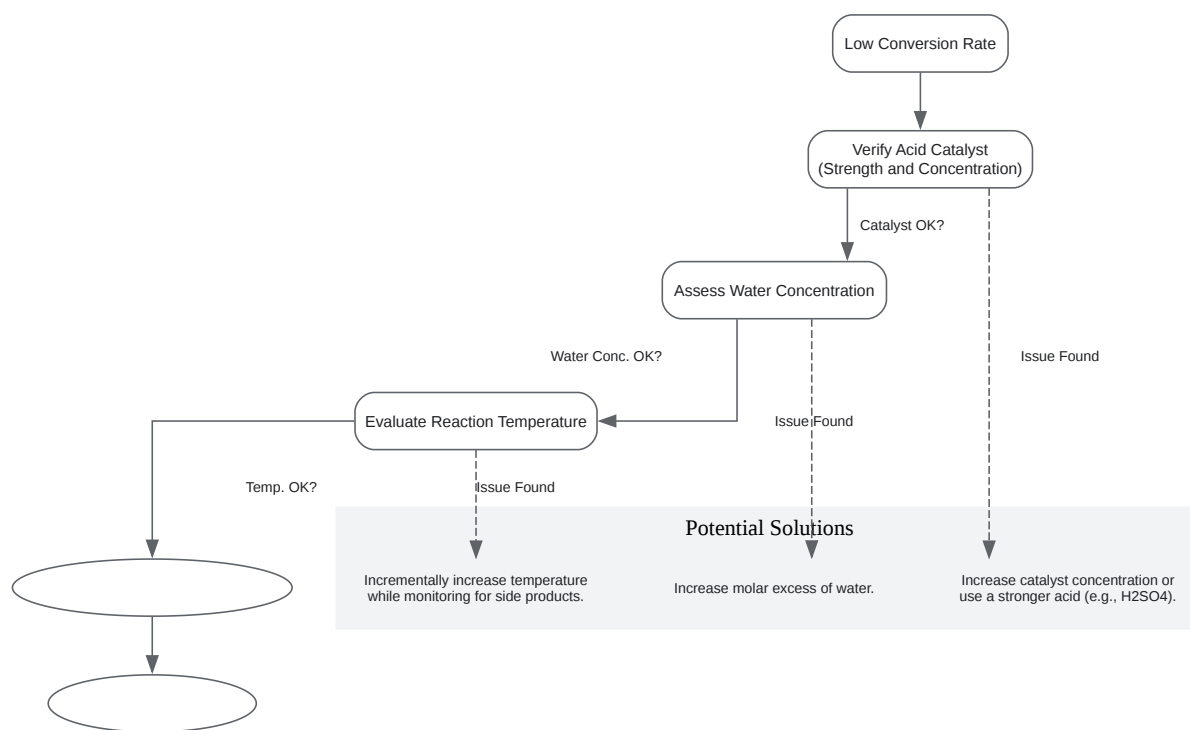 Low Conversion Rate
Verify Acid Catalyst
(Strength and Concentration)
Catalyst OK?
Assess Water Concentration
Water Conc. OK?
Issue Found
Evaluate Reaction Temperature
Issue Found
Temp. OK?
Issue Found
Potential Solutions
Incrementally increase temperature
while monitoring for side products.
Increase molar excess of water.
Increase catalyst concentration or
use a stronger acid (e.g., H2SO4).